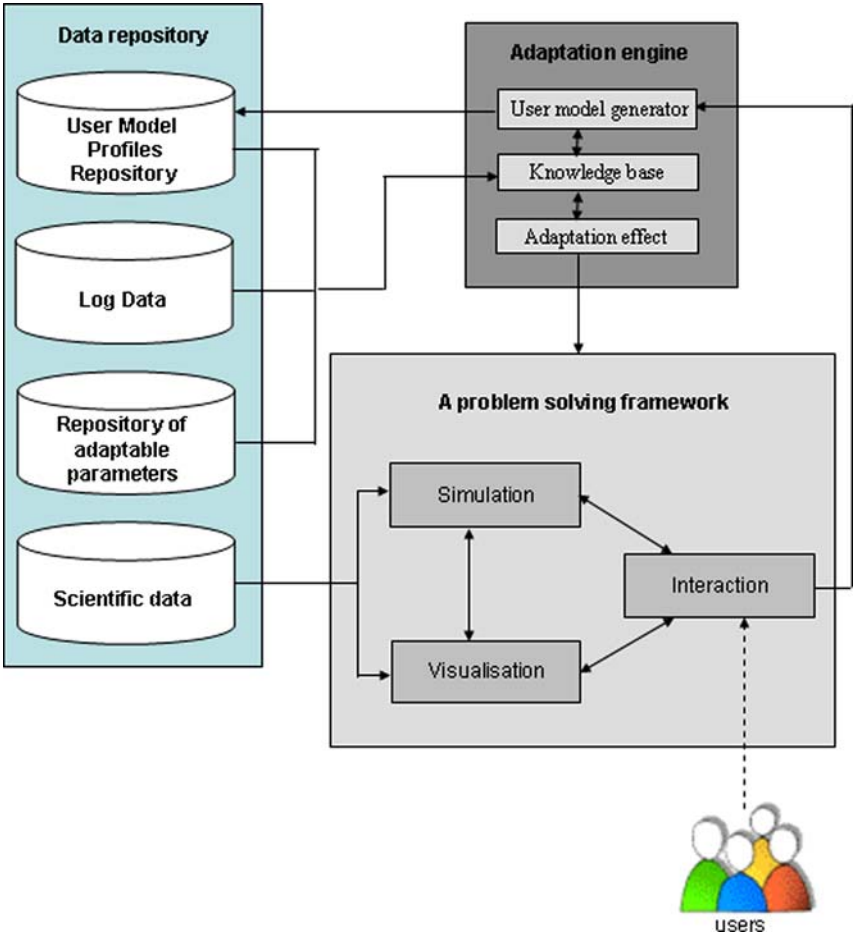 Data repository
User Model
Profiles
Repository
Log Data
Repository of
adaptable
parameters
Scientific data
Adaptation engine
User model generator
Knowledge base
Adaptation effect
A problem solving framework
Simulation
Interaction
Visualisation
users